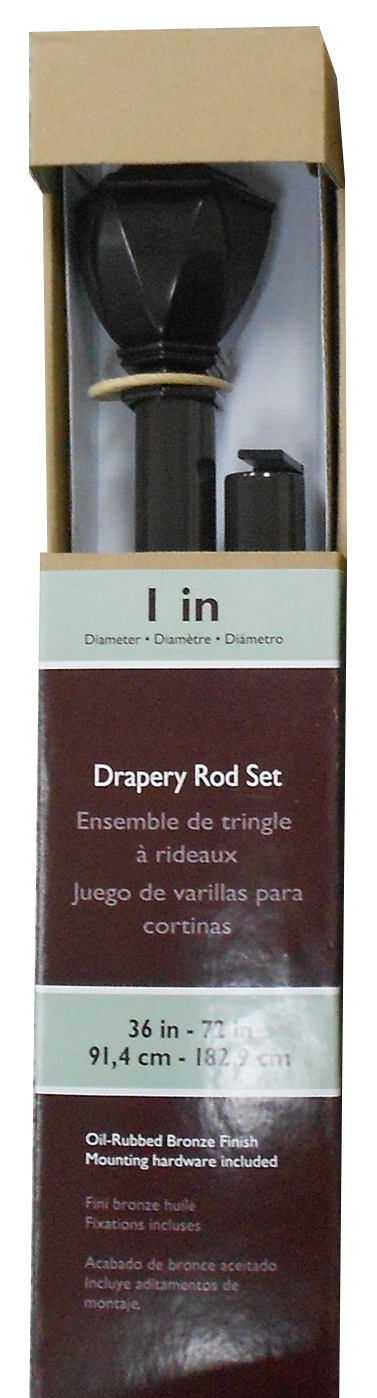 1 in
Diameter • Diamètre • Diámetro
Drapery Rod Set
Ensemble de tringle
à rideaux
Juego de varillas para
cortinas
36 in - 72 in
91,4 cm - 182,9 cm
Oil-Rubbed Bronze Finish
Mounting hardware included
Fini bronze huilé
Fixations incluses
Acabado de bronce aceitado
Incluye aditamentos de
montaje.